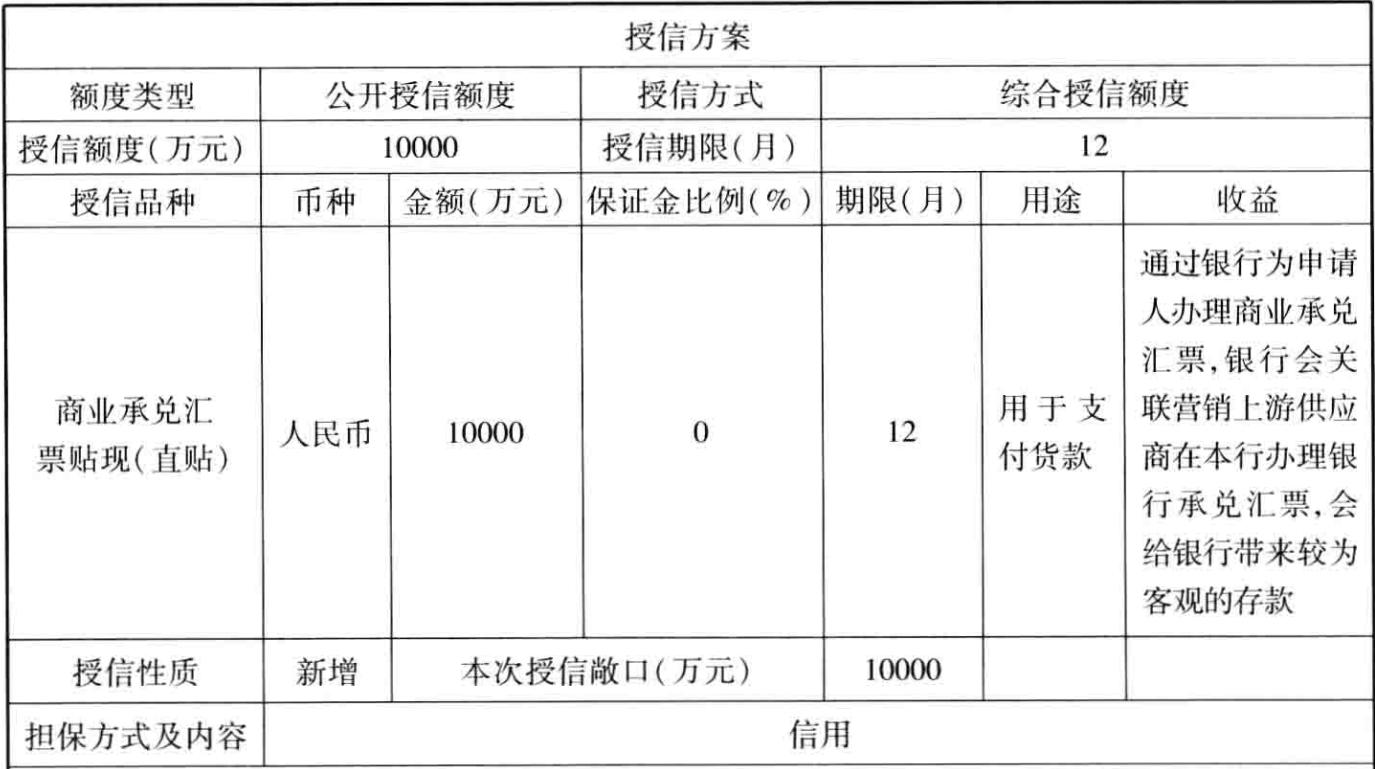 授信方案
额度类型 公开授信额度 授信方式 综合授信额度
授信额度(万元) 10000 授信期限(月) 12
授信品种 币种 金额(万元) 保证金比例(%) 期限(月) 用途 收益
商业承兑汇
票贴现(直贴)
人民币
10000
0
12
用于支
付货款
通过银行为申请
人办理商业承兑
汇票,银行会关
联营销上游供应
商在本行办理银
行承兑汇票,会
给银行带来较为
客观的存款
授信性质 新增 本次授信敞口(万元) 10000
担保方式及内容 信用